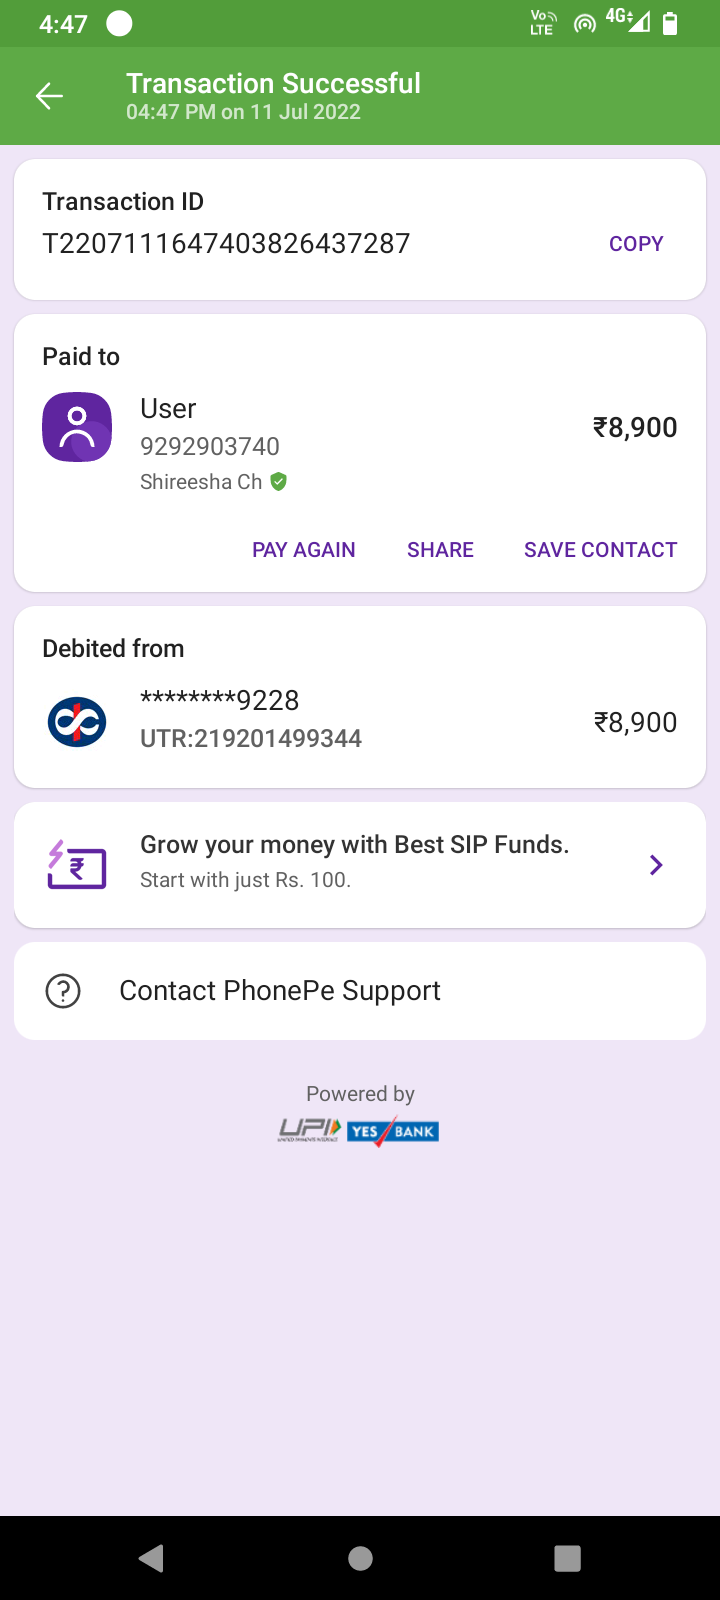 4:47
Vo LTE 4G
Transaction Successful
04:47 PM on 11 Jul 2022
Transaction ID
T2207111647403826437287
COPY
Paid to
User
9292903740
Shireesha Ch
₹8,900
PAY AGAIN
SHARE
SAVE CONTACT
Debited from
********9228
UTR:219201499344
₹8,900
Grow your money with Best SIP Funds.
Start with just Rs. 100.
Contact PhonePe Support
Powered by
UPI
UNIFIED PAYMENTS INTERFACE
YES BANK